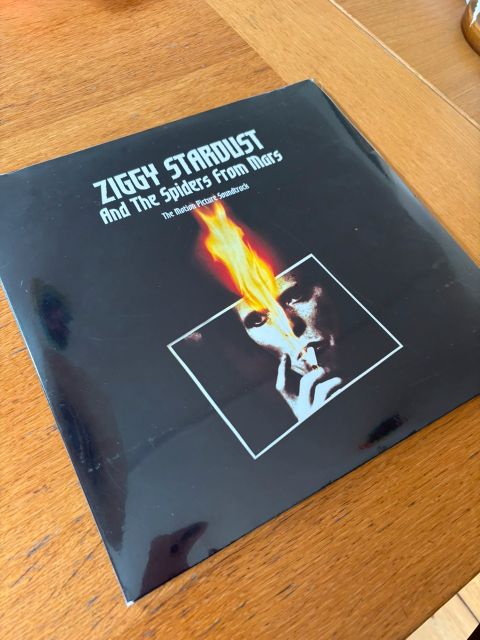 ZIGGY STARDUST
And The Spiders From Mars
The Motion Picture Soundtrack